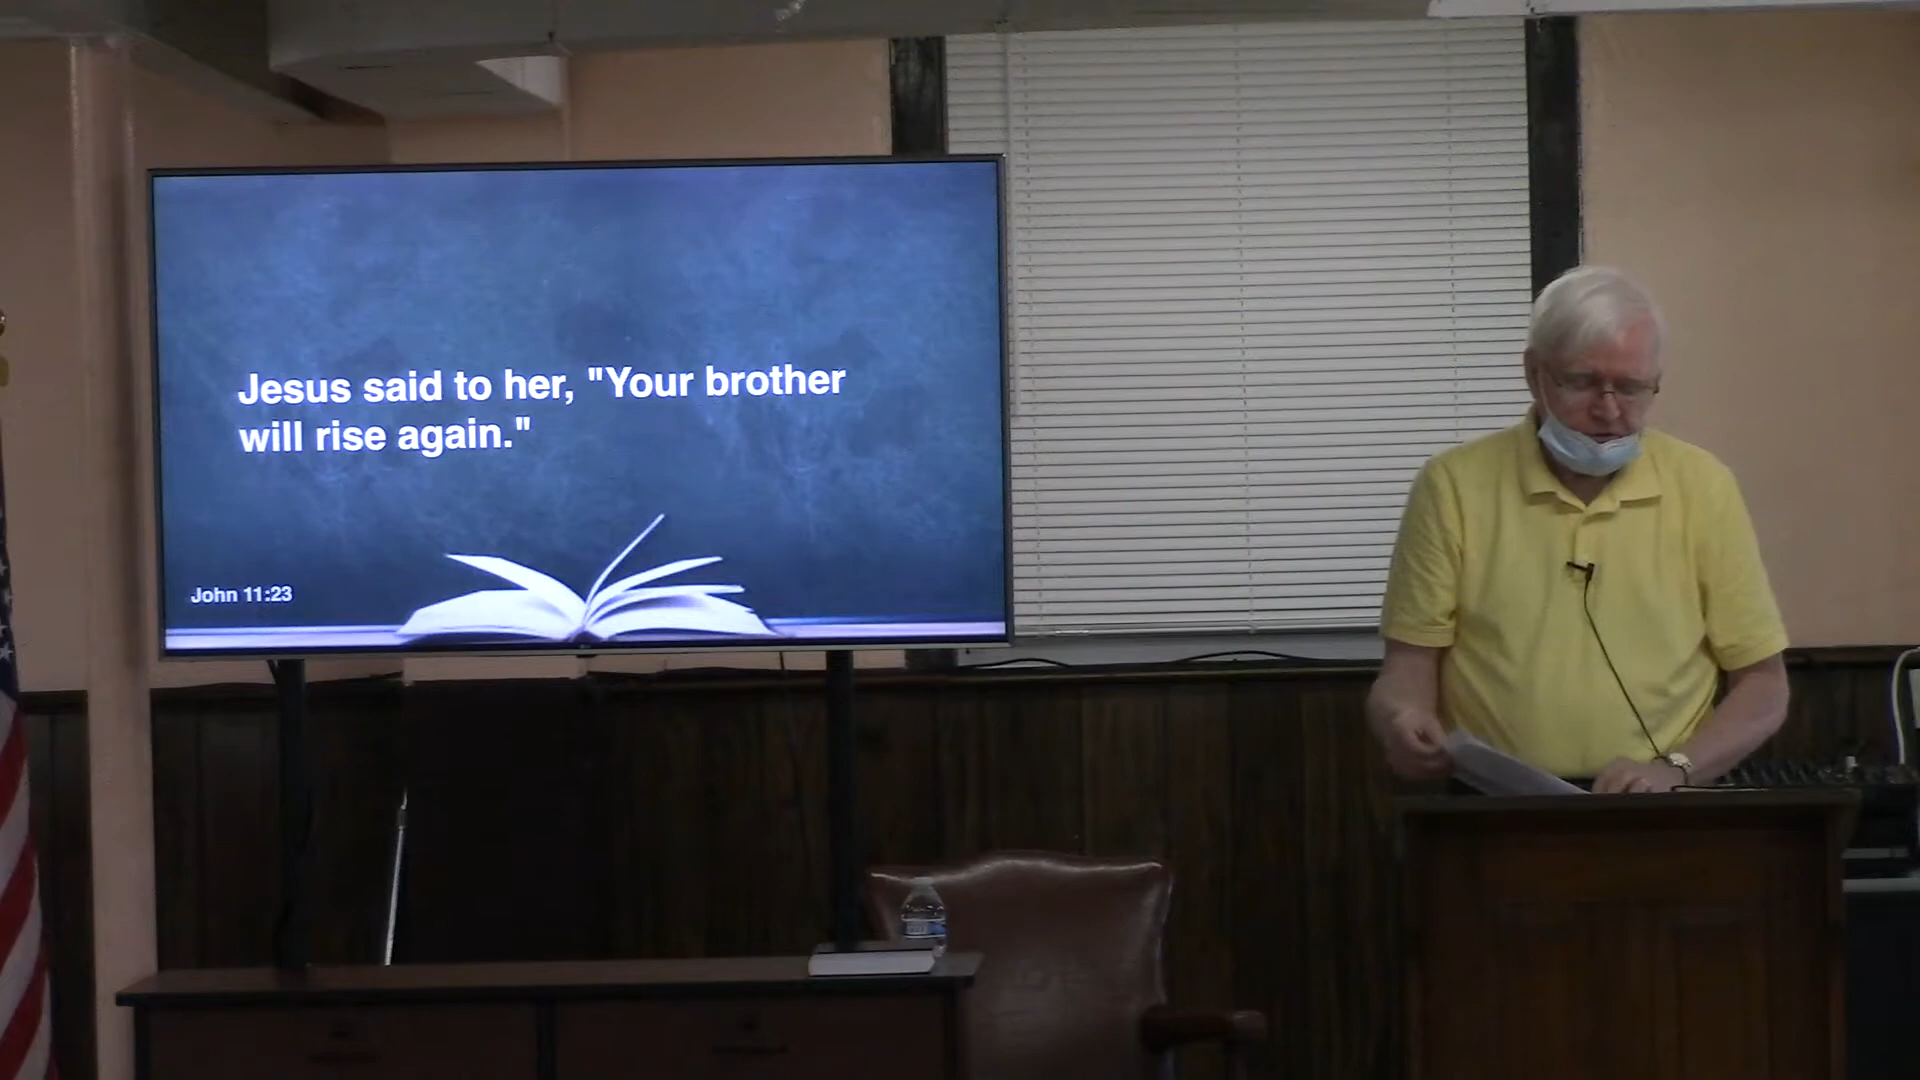 Jesus said to her, "Your brother
will rise again."
John 11:23